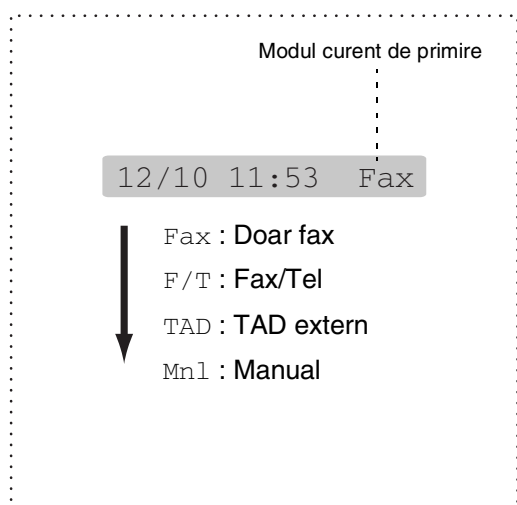 Modul curent de primire
12/10 11:53 Fax
Fax : Doar fax
F/T : Fax/Tel
TAD : TAD extern
Mnl : Manual